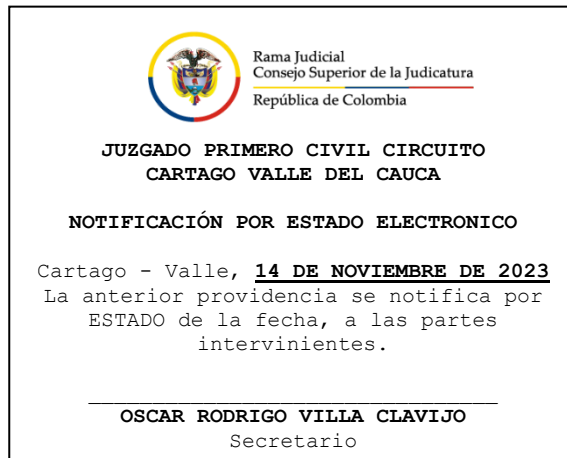 Rama Judicial
Consejo Superior de la Judicatura
República de Colombia
JUZGADO PRIMERO CIVIL CIRCUITO
CARTAGO VALLE DEL CAUCA
NOTIFICACIÓN POR ESTADO ELECTRONICO
Cartago - Valle, 14 DE NOVIEMBRE DE 2023
La anterior providencia se notifica por
ESTADO de la fecha, a las partes
intervinientes.
OSCAR RODRIGO VILLA CLAVIJO
Secretario